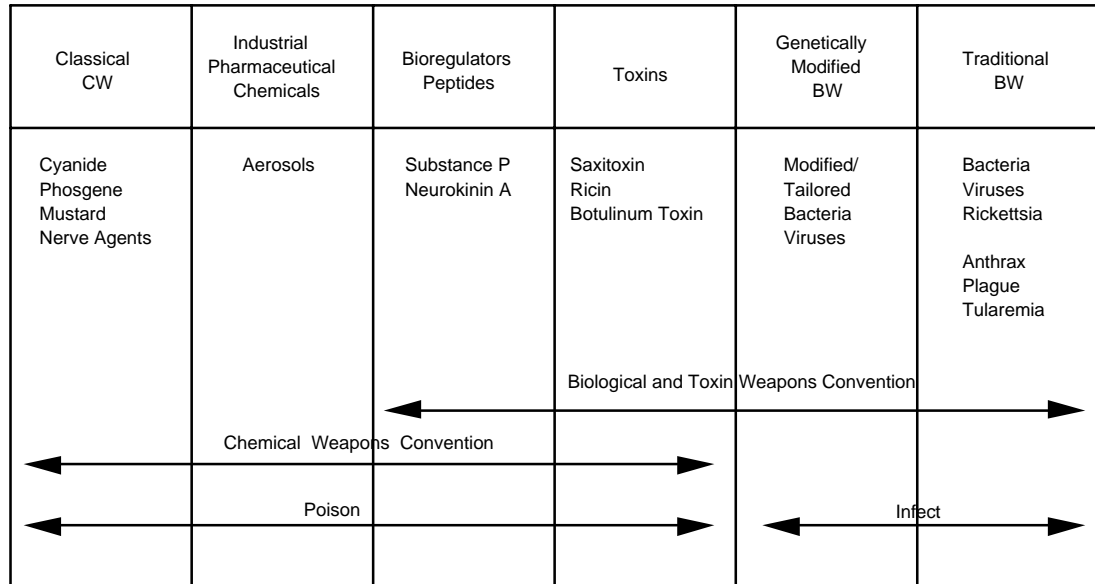 Classical
CW
Industrial
Pharmaceutical
Chemicals
Bioregulators
Peptides
Toxins
Genetically
Modified
BW
Traditional
BW
Cyanide
Phosgene
Mustard
Nerve Agents
Aerosols
Substance P
Neurokinin A
Saxitoxin
Ricin
Botulinum Toxin
Modified/
Tailored
Bacteria
Viruses
Bacteria
Viruses
Rickettsia
Anthrax
Plague
Tularemia
Biological and Toxin Weapons Convention
Chemical Weapons Convention
Poison
Infect